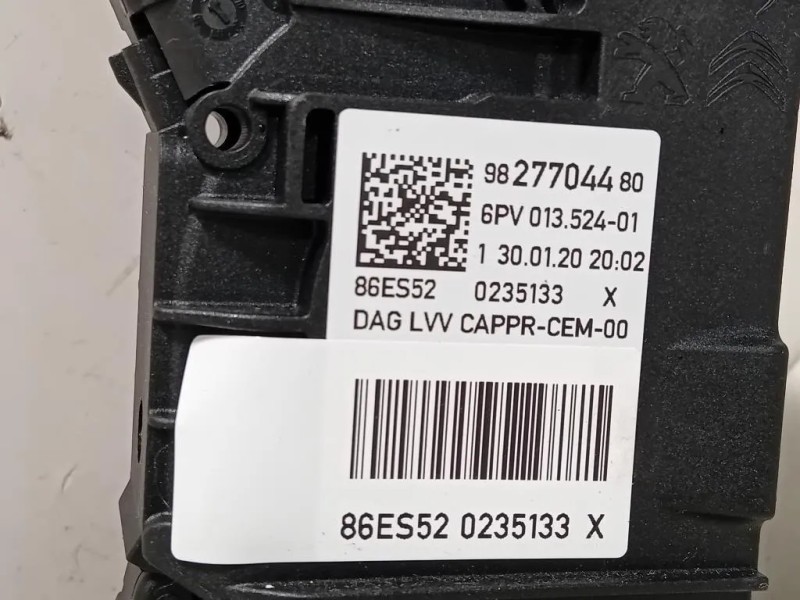 98 277044 80
6PV 013.524-01
1 30.01.20 20:02
86ES52 0235133 X
DAG LVV CAPPR-CEM-00
86ES52 0235133 X